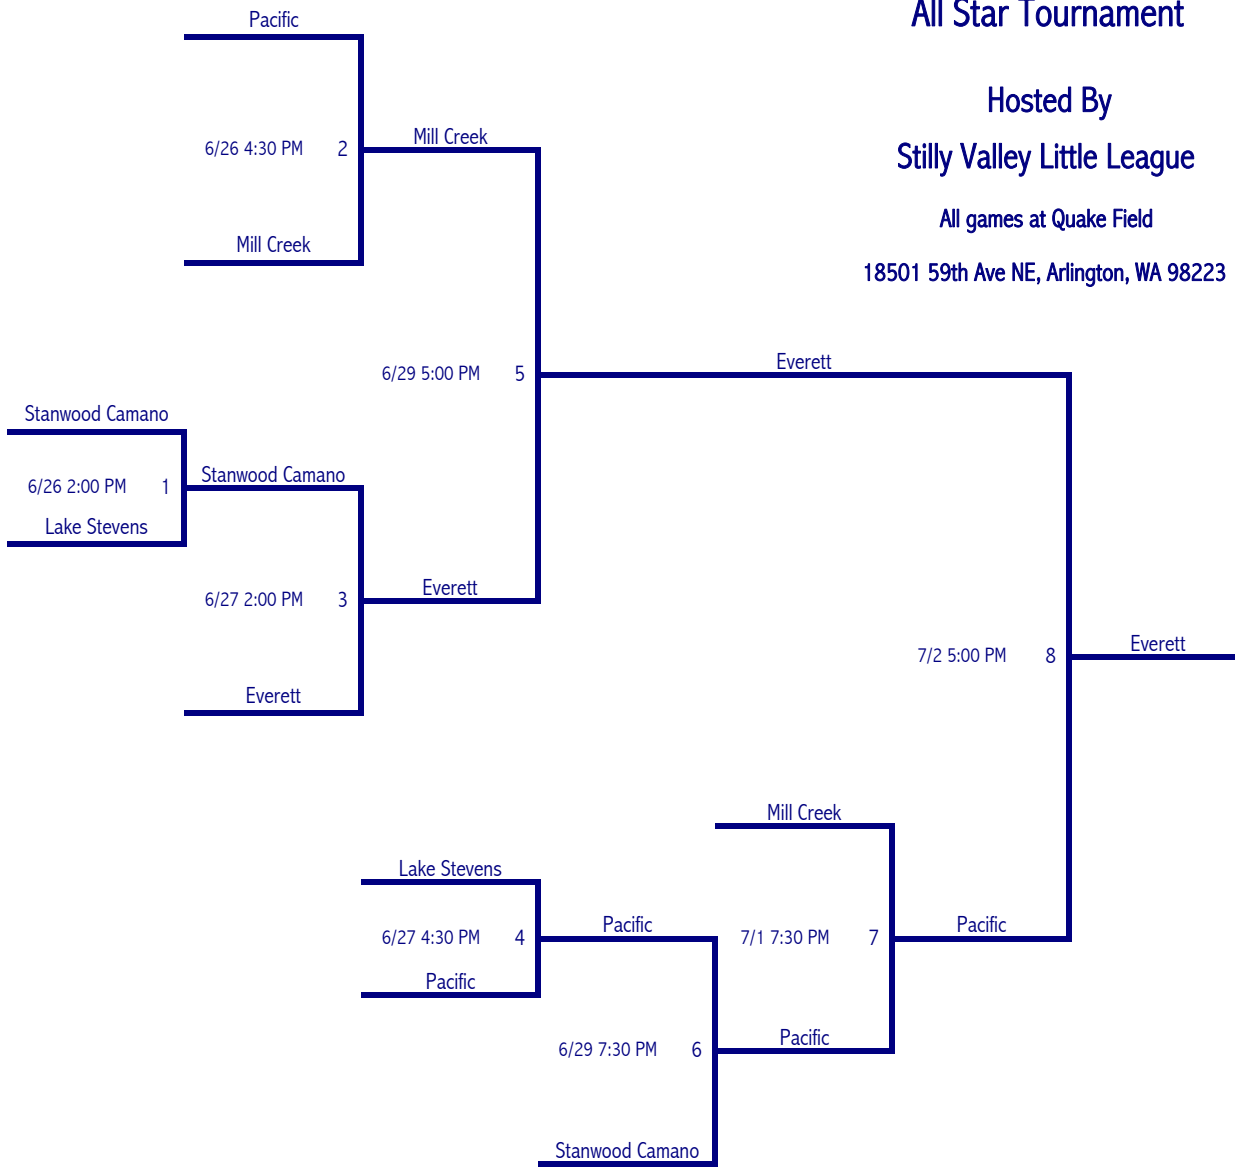 All Star Tournament
Pacific
Hosted By
6/26 4:30 PM 2
Mill Creek
Stilly Valley Little League
All games at Quake Field
Mill Creek
18501 59th Ave NE, Arlington, WA 98223
6/29 5:00 PM 5
Everett
Stanwood Camano
6/26 2:00 PM 1
Stanwood Camano
Lake Stevens
6/27 2:00 PM 3
Everett
Everett
7/2 5:00 PM 8
Everett
Mill Creek
Lake Stevens
6/27 4:30 PM 4
Pacific
7/1 7:30 PM 7
Pacific
Pacific
6/29 7:30 PM 6
Pacific
Stanwood Camano